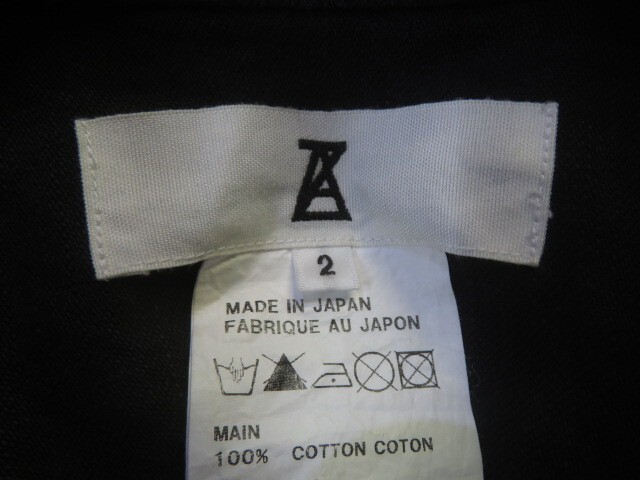 2
MADE IN JAPAN
FABRIQUE AU JAPON
MAIN
100% COTTON COTON